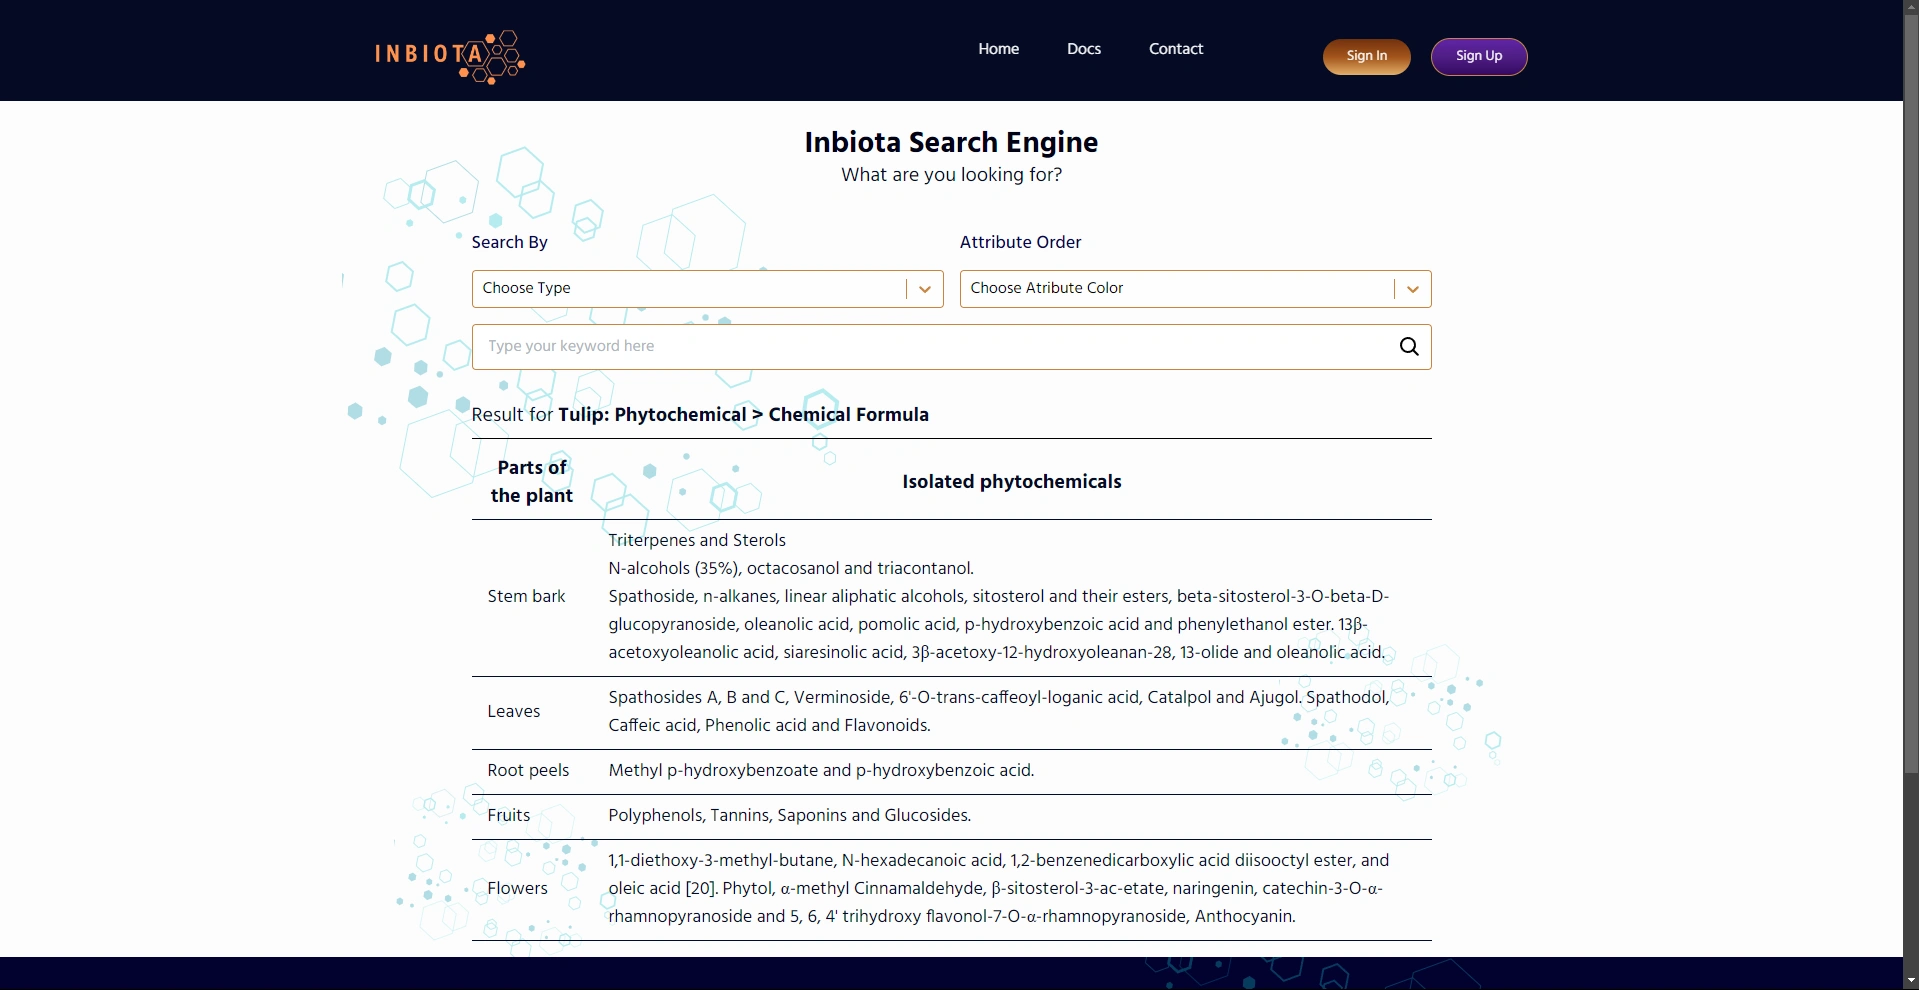 INBIOTA
Home Docs Contact Sign In Sign Up
Inbiota Search Engine
What are you looking for?
Search By Attribute Order
Choose Type Choose Atribute Color
Type your keyword here
Result for Tulip: Phytochemical > Chemical Formula
Parts of
the plant
Isolated phytochemicals
Stem bark
Triterpenes and Sterols
N-alcohols (35%), octacosanol and triacontanol.
Spathoside, n-alkanes, linear aliphatic alcohols, sitosterol and their esters, beta-sitosterol-3-O-beta-D-
glucopyranoside, oleanolic acid, pomolic acid, p-hydroxybenzoic acid and phenylethanol ester. 13β-
acetoxyoleanolic acid, siaresinolic acid, 3β-acetoxy-12-hydroxyoleanan-28, 13-olide and oleanolic acid.
Leaves
Spathosides A, B and C, Verminoside, 6'-O-trans-caffeoyl-loganic acid, Catalpol and Ajugol. Spathodol,
Caffeic acid, Phenolic acid and Flavonoids.
Root peels Methyl p-hydroxybenzoate and p-hydroxybenzoic acid.
Fruits Polyphenols, Tannins, Saponins and Glucosides.
Flowers
1,1-diethoxy-3-methyl-butane, N-hexadecanoic acid, 1,2-benzenedicarboxylic acid diisooctyl ester, and
oleic acid [20]. Phytol, α-methyl Cinnamaldehyde, β-sitosterol-3-ac-etate, naringenin, catechin-3-O-α-
rhamnopyranoside and 5, 6, 4' trihydroxy flavonol-7-O-α-rhamnopyranoside, Anthocyanin.